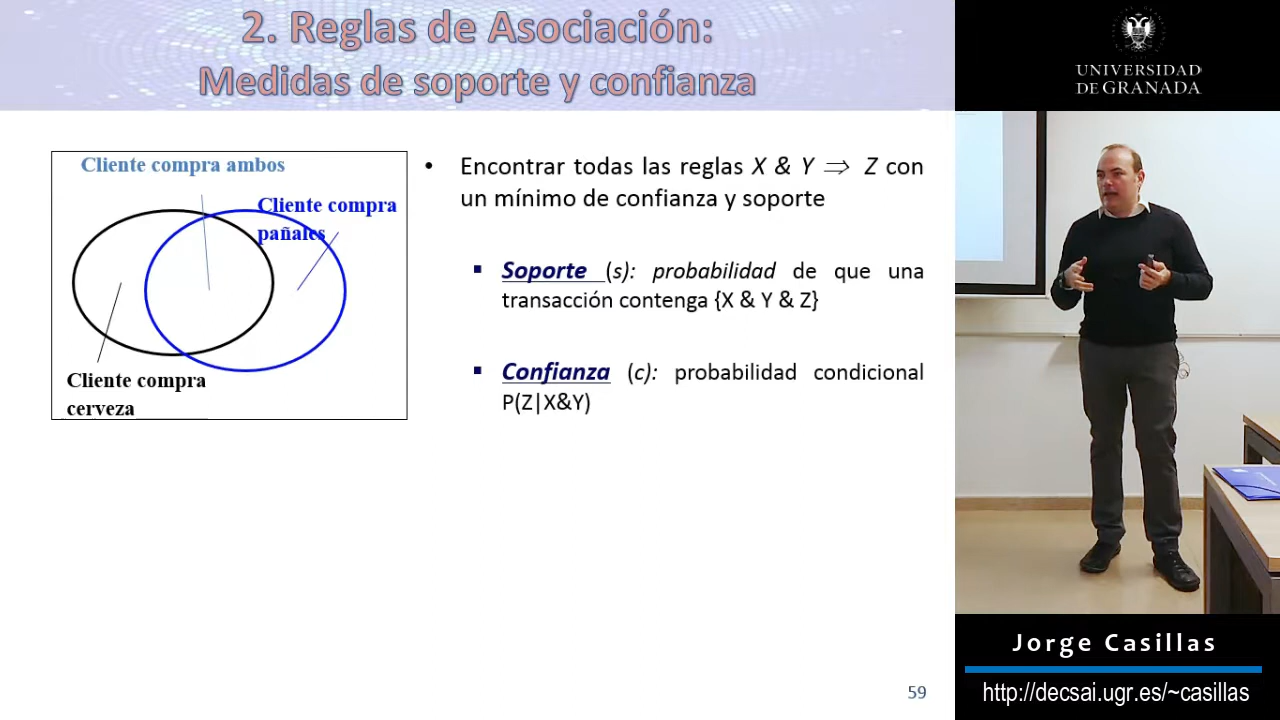 2. Reglas de Asociación:
Medidas de soporte y confianza
Cliente compra ambos
Cliente compra
pañales
Cliente compra
cerveza
• Encontrar todas las reglas X & Y ⇒ Z con
un mínimo de confianza y soporte
▪ Soporte (s): probabilidad de que una
transacción contenga {X & Y & Z}
▪ Confianza (c): probabilidad condicional
P(Z|X&Y)
59
UNIVERSIDAD
DE GRANADA
Jorge Casillas
http://decsai.ugr.es/~casillas